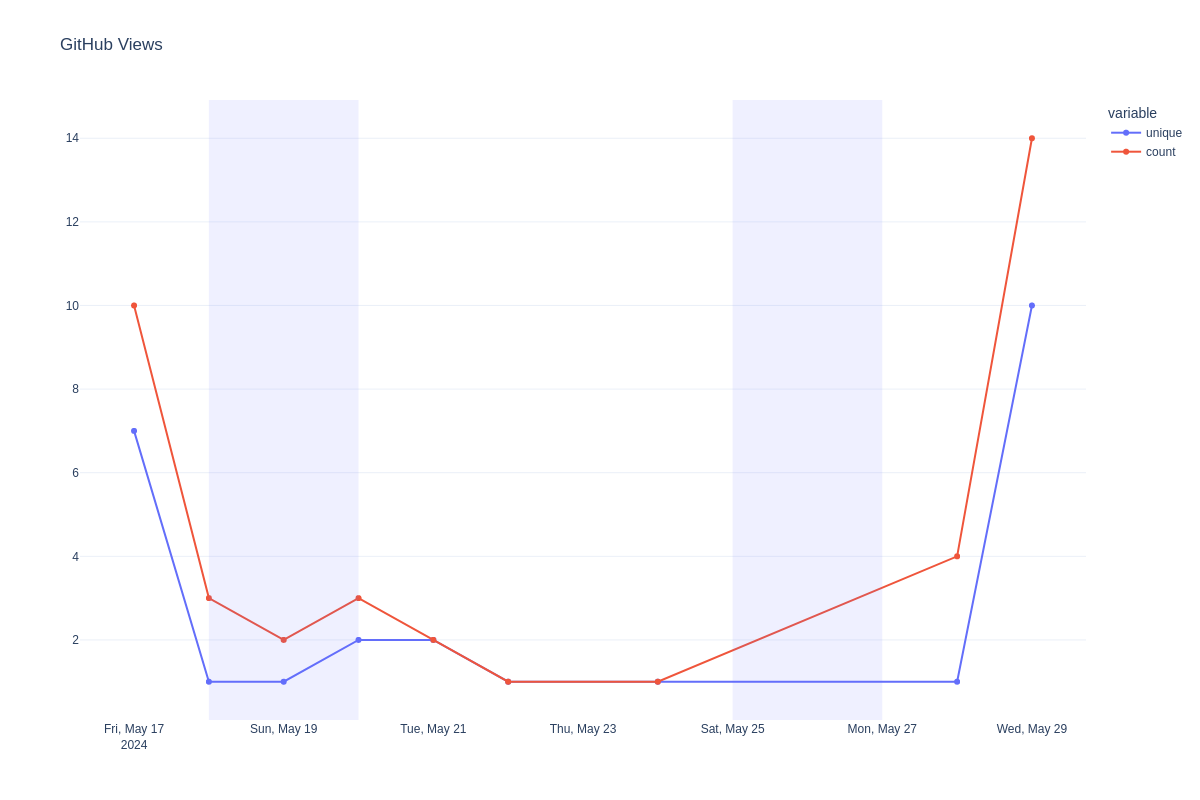 GitHub Views
variable
unique
count
14
12
10
8
6
4
2
Fri, May 17
2024
Sun, May 19
Tue, May 21
Thu, May 23
Sat, May 25
Mon, May 27
Wed, May 29